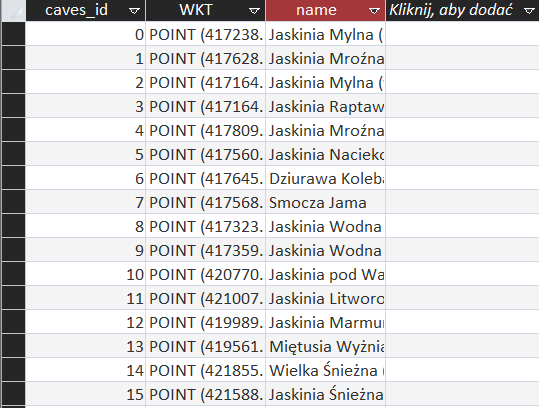 caves_id WKT name Kliknij, aby dodać
0 POINT (417238. Jaskinia Mylna (
1 POINT (417628. Jaskinia Mroźna
2 POINT (417164. Jaskinia Mylna (
3 POINT (417164. Jaskinia Raptaw
4 POINT (417809. Jaskinia Mroźna
5 POINT (417560. Jaskinia Naciek
6 POINT (417645. Dziurawa Koleb
7 POINT (417568. Smocza Jama
8 POINT (417323. Jaskinia Wodna
9 POINT (417359. Jaskinia Wodna
10 POINT (420770. Jaskinia pod Wa
11 POINT (421007. Jaskinia Litworo
12 POINT (419989. Jaskinia Marmu
13 POINT (419561. Miętusia Wyżnia
14 POINT (421855. Wielka Śnieżna (
15 POINT (421588. Jaskinia Śnieżna